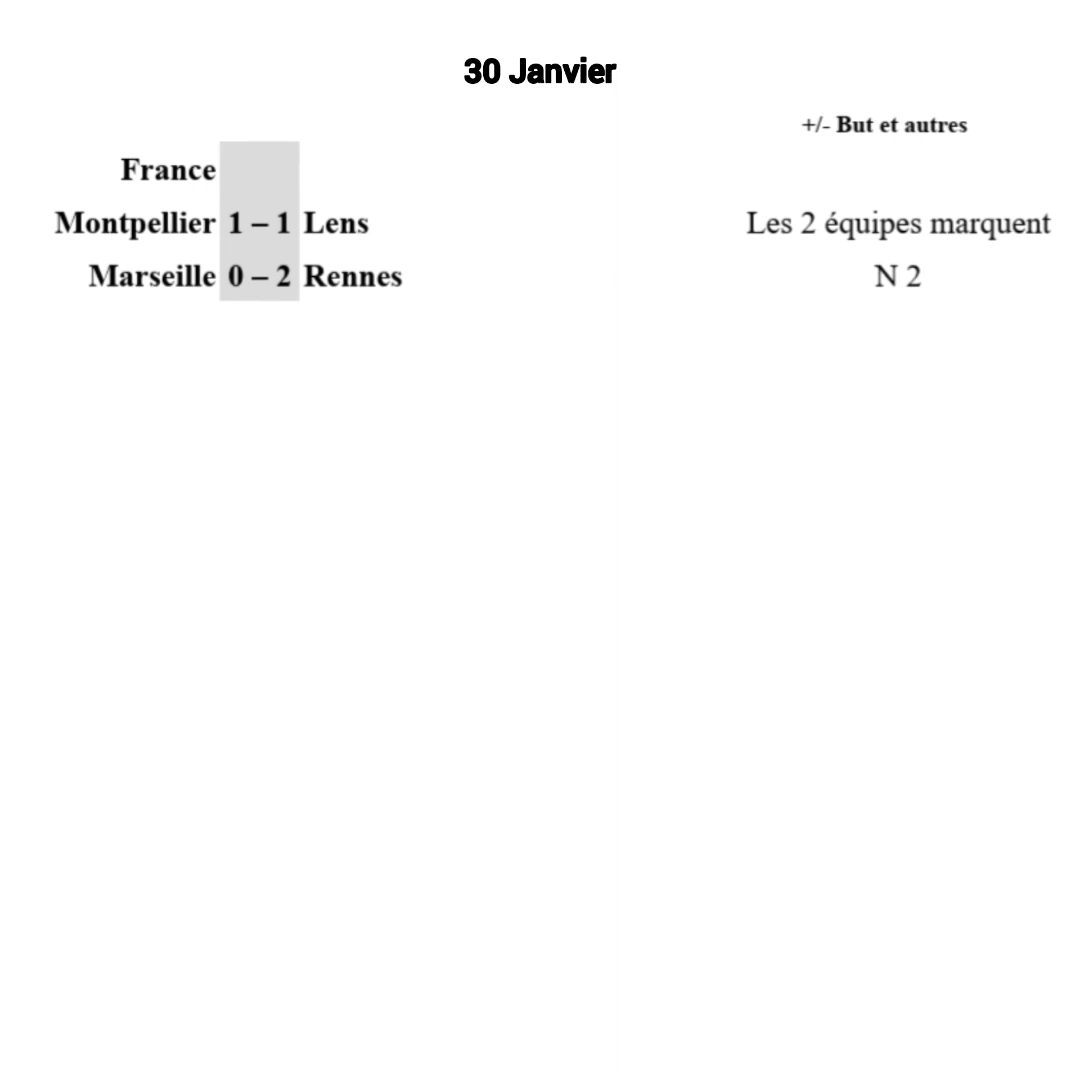 30 Janvier
+/- But et autres
France
Montpellier 1 – 1 Lens Les 2 équipes marquent
Marseille 0 – 2 Rennes N 2